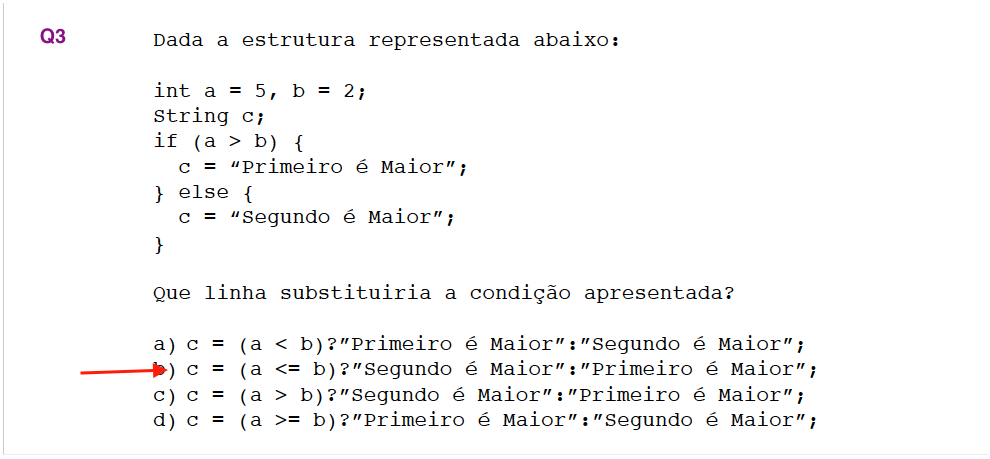 Q3
Dada a estrutura representada abaixo:
int a = 5, b = 2;
String c;
if (a > b) {
c = “Primeiro é Maior”;
} else {
c = “Segundo é Maior”;
}
Que linha substituiria a condição apresentada?
a) c = (a < b)?”Primeiro é Maior”:”Segundo é Maior”;
b) c = (a <= b)?”Segundo é Maior”:”Primeiro é Maior”;
c) c = (a > b)?”Segundo é Maior”:”Primeiro é Maior”;
d) c = (a >= b)?”Primeiro é Maior”:”Segundo é Maior”;